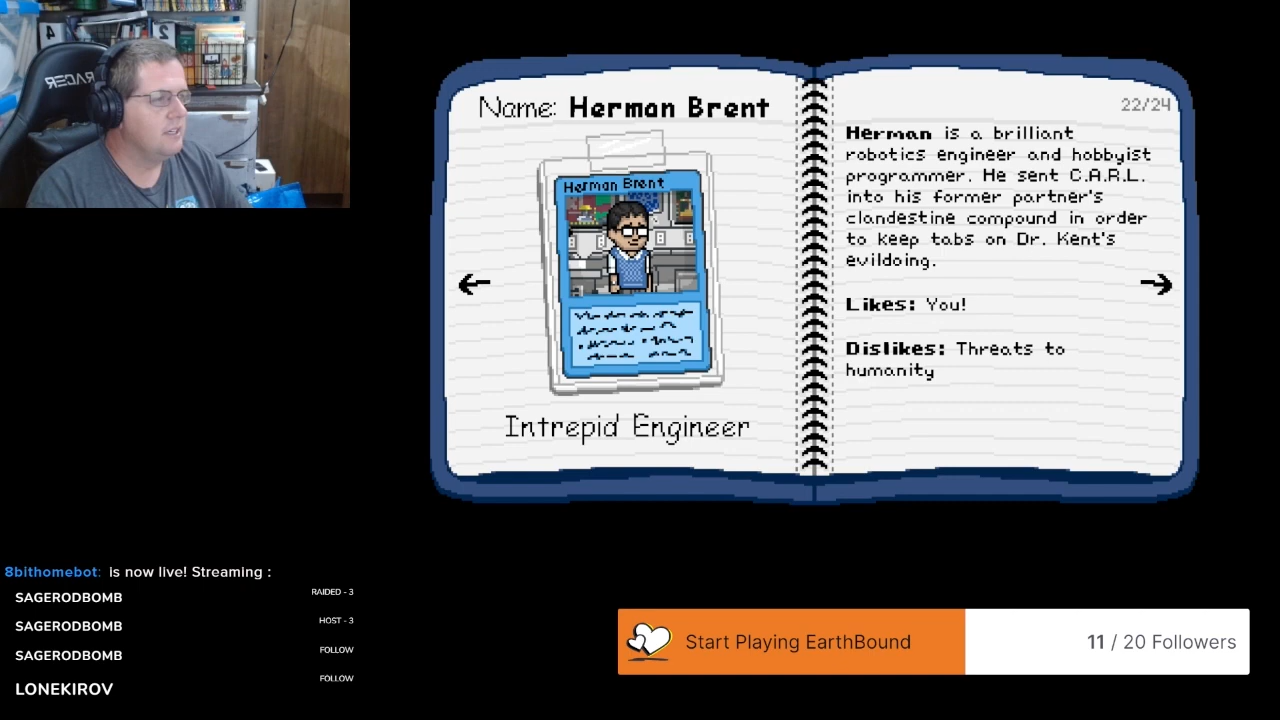 4
2
RACER
Name: Herman Brent
Herman Brent
Intrepid Engineer
22/24
Herman is a brilliant
robotics engineer and hobbyist
programmer. He sent C.A.R.L.
into his former partner's
clandestine compound in order
to keep tabs on Dr. Kent's
evildoing.
Likes: You!
Dislikes: Threats to
humanity
8bithomebot: is now live! Streaming :
SAGERODBOMB RAIDED - 3
SAGERODBOMB HOST - 3
SAGERODBOMB FOLLOW
LONEKIROV FOLLOW
Start Playing EarthBound 11 / 20 Followers